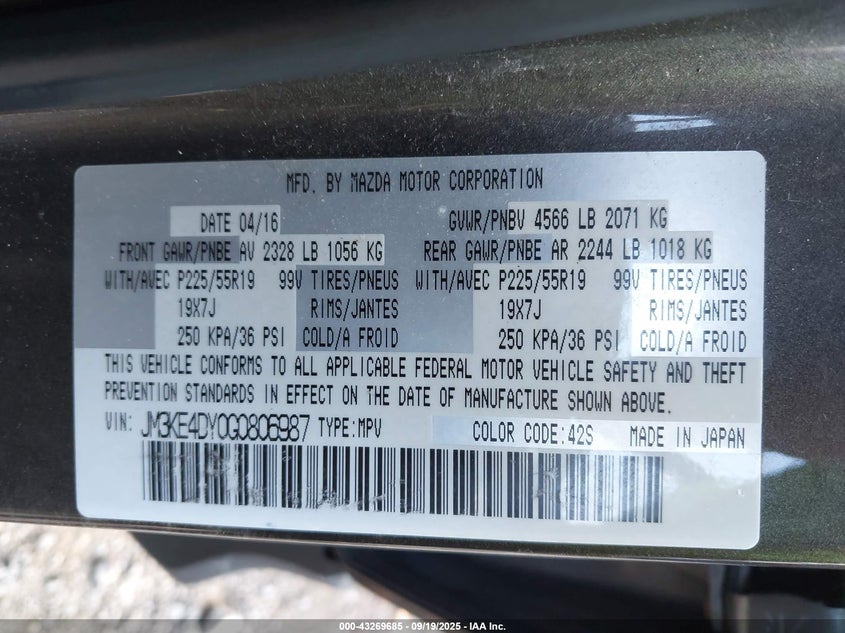 MFD. BY MAZDA MOTOR CORPORATION
DATE 04/16 GVWR/PNBV 4566 LB 2071 KG
FRONT GAWR/PNBE AV 2328 LB 1056 KG REAR GAWR/PNBE AR 2244 LB 1018 KG
WITH/AVEC P225/55R19 99V TIRES/PNEUS WITH/AVEC P225/55R19 99V TIRES/PNEUS
19X7J RIMS/JANTES 19X7J RIMS/JANTES
250 KPA/36 PSI COLD/A FROID 250 KPA/36 PSI COLD/A FROID
THIS VEHICLE CONFORMS TO ALL APPLICABLE FEDERAL MOTOR VEHICLE SAFETY AND THEFT
PREVENTION STANDARDS IN EFFECT ON THE DATE OF MANUFACTURE SHOWN ABOVE.
VIN: JM3KE4DY0G0806987 TYPE:MPV COLOR CODE:42S MADE IN JAPAN
000-43269685 - 09/19/2025 - IAA Inc.